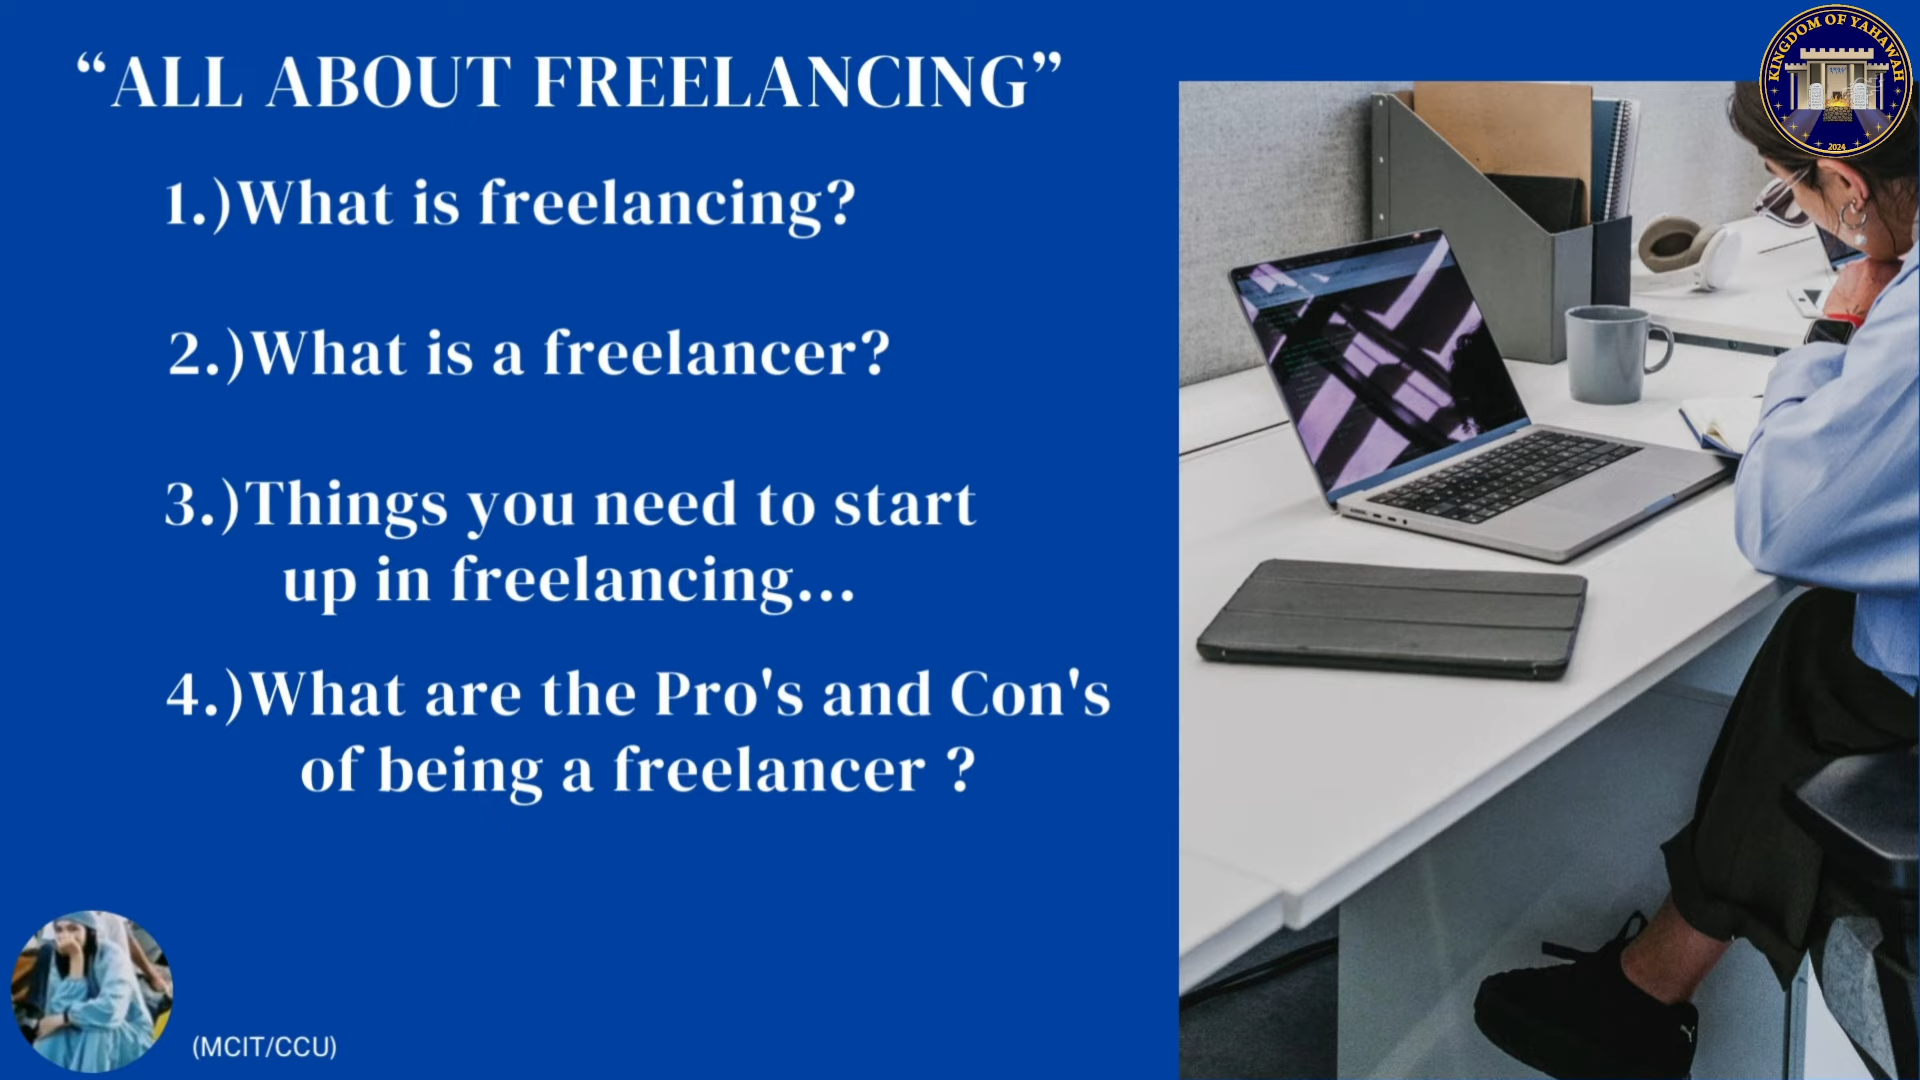 “ALL ABOUT FREELANCING”
1.)What is freelancing?
2.)What is a freelancer?
3.)Things you need to start
up in freelancing...
4.)What are the Pro's and Con's
of being a freelancer ?
(MCIT/CCU)
KINGDOM OF YAHAWAH
2024